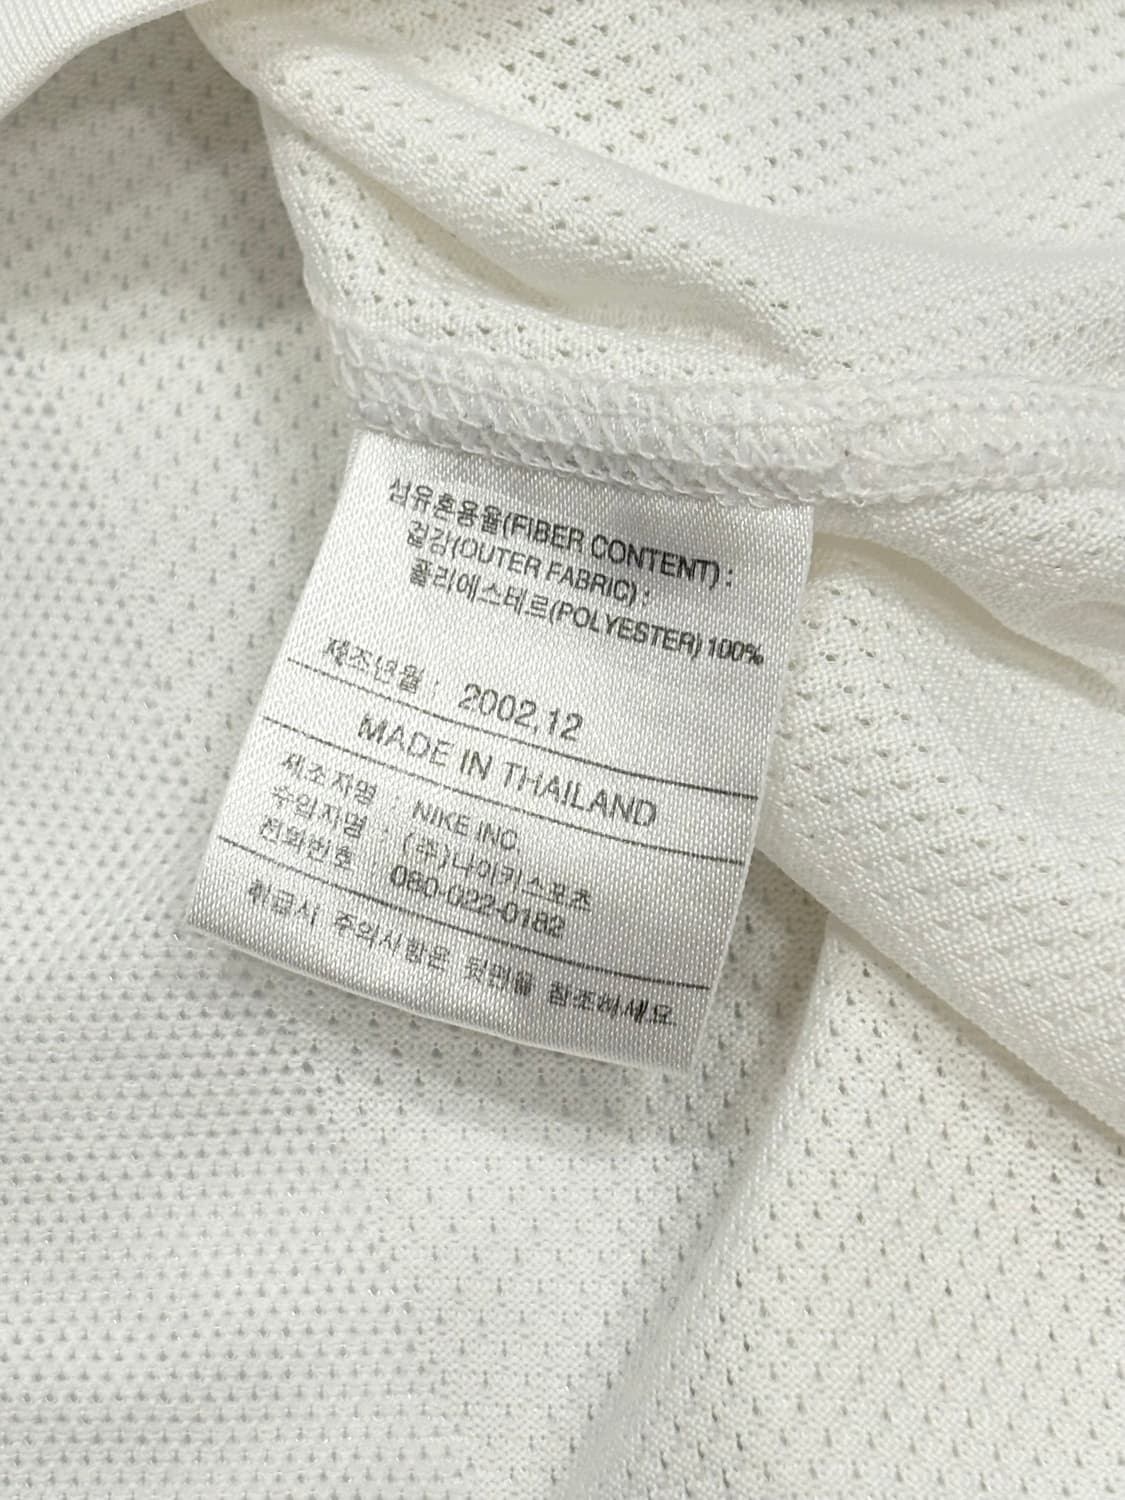 섬유혼용율(FIBER CONTENT) :
겉감(OUTER FABRIC) :
폴리에스테르(POLYESTER) 100%
제조년월 : 2002.12
MADE IN THAILAND
제조자명 : NIKE INC.
수입자명 : (주)나이키스포츠
전화번호 080-022-0182
취급시 주의사항은 뒷면을 참조하세요